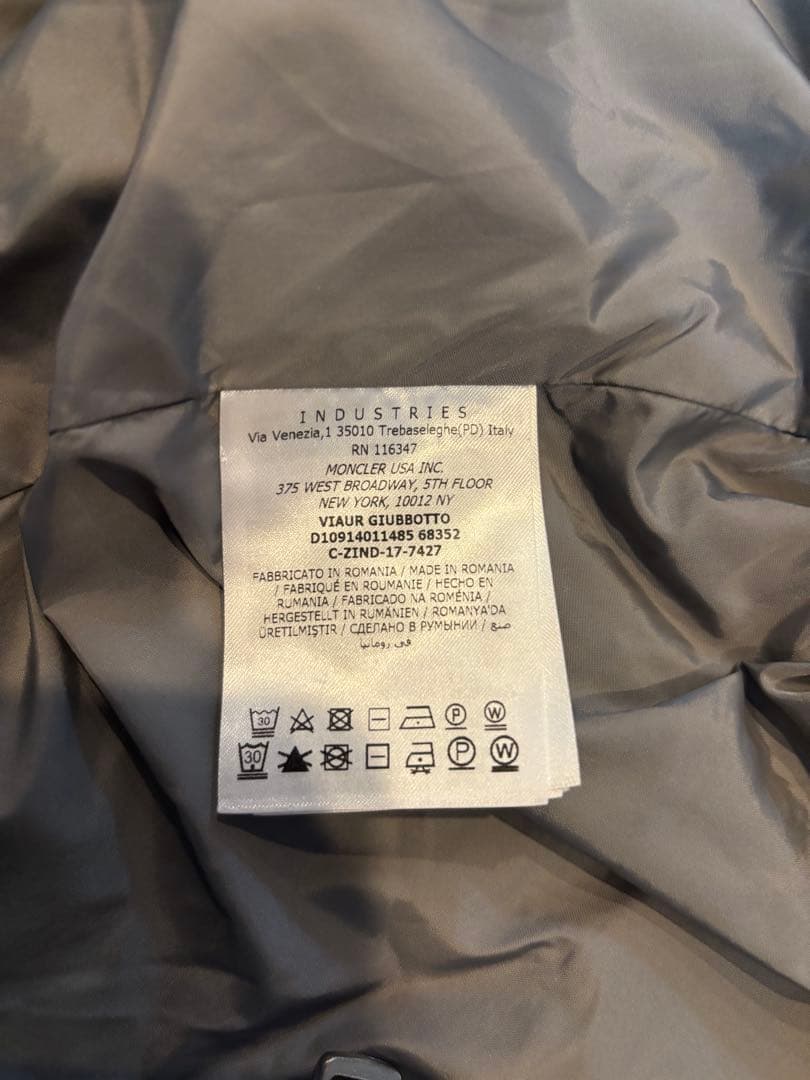 INDUSTRIES
Via Venezia,1 35010 Trebaseleghe(PD) Italy
RN 116347
MONCLER USA INC.
375 WEST BROADWAY, 5TH FLOOR
NEW YORK, 10012 NY
VIAUR GIUBBOTTO
D10914011485 68352
C-ZIND-17-7427
FABBRICATO IN ROMANIA / MADE IN ROMANIA
/ FABRIQUÉ EN ROUMANIE / HECHO EN
RUMANIA / FABRICADO NA ROMÉNIA /
HERGESTELLT IN RUMÄNIEN / ROMANYA'DA
ÜRETILMIŞTIR / СДЕЛАНО В РУМЫНИИ / صنع
في رومانيا
30 P W
30 P W